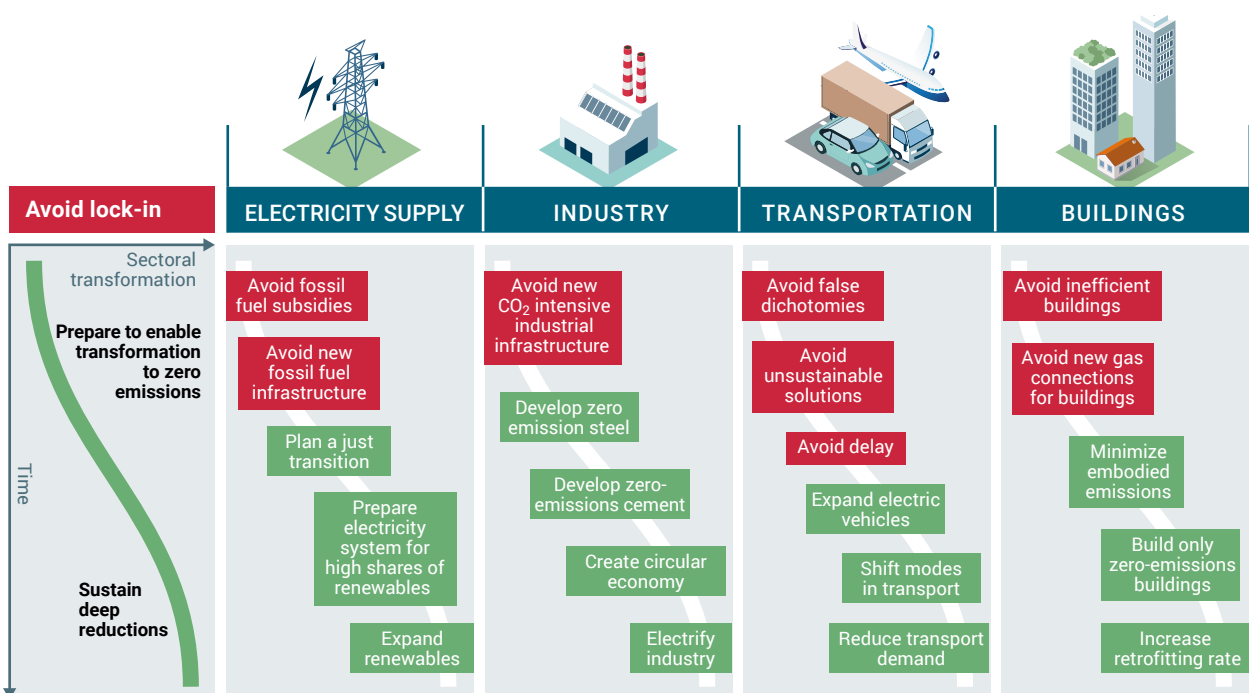 Avoid lock-in
ELECTRICITY SUPPLY
INDUSTRY
TRANSPORTATION
BUILDINGS
Sectoral
transformation
Prepare to enable
transformation
to zero
emissions
Time
Sustain
deep
reductions
Avoid fossil
fuel subsidies
Avoid new
fossil fuel
infrastructure
Plan a just
transition
Prepare
electricity
system for
high shares of
renewables
Expand
renewables
Avoid new
CO₂ intensive
industrial
infrastructure
Develop zero
emission steel
Develop zero-
emissions cement
Create circular
economy
Electrify
industry
Avoid false
dichotomies
Avoid
unsustainable
solutions
Avoid delay
Expand electric
vehicles
Shift modes
in transport
Reduce transport
demand
Avoid inefficient
buildings
Avoid new gas
connections
for buildings
Minimize
embodied
emissions
Build only
zero-emissions
buildings
Increase
retrofitting rate